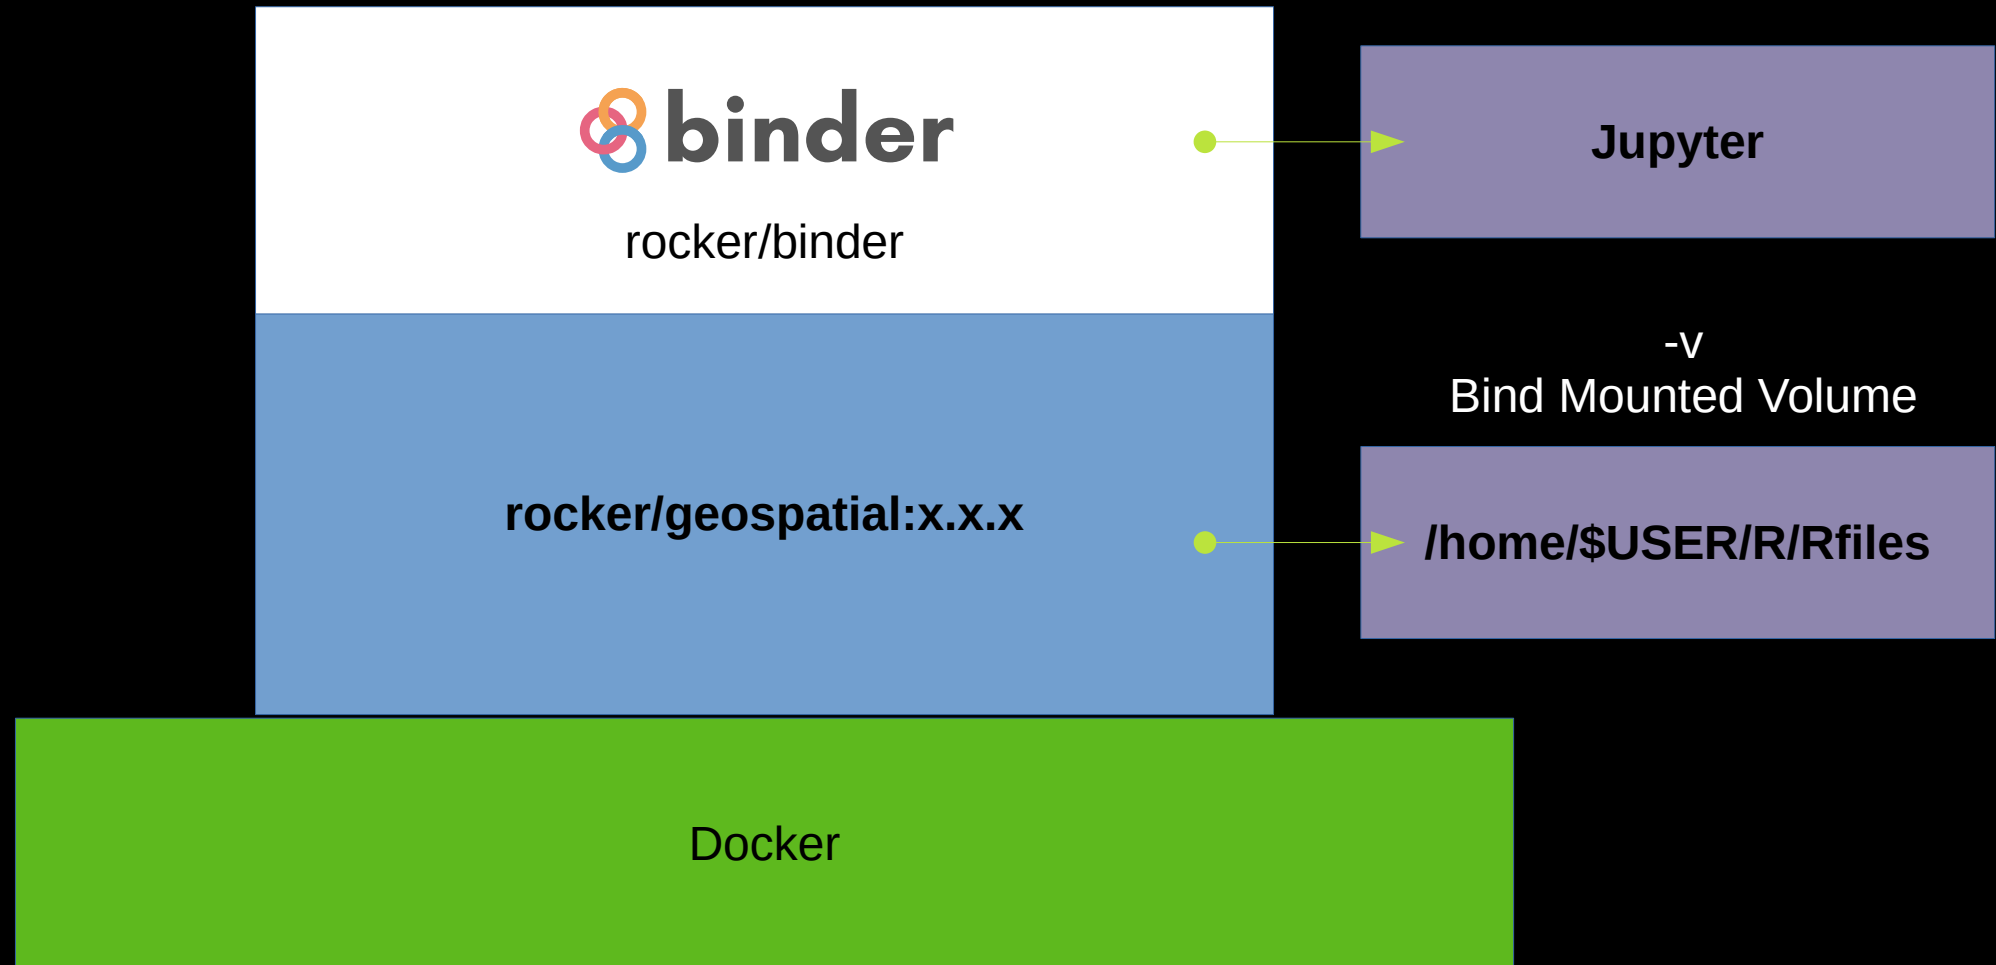 binder
rocker/binder
Jupyter
-v
Bind Mounted Volume
rocker/geospatial:x.x.x
/home/$USER/R/Rfiles
Docker